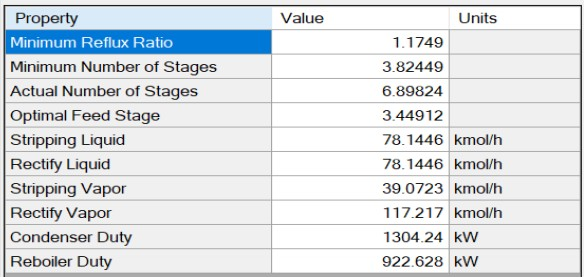 Property Value Units
Minimum Reflux Ratio 1.1749
Minimum Number of Stages 3.82449
Actual Number of Stages 6.89824
Optimal Feed Stage 3.44912
Stripping Liquid 78.1446 kmol/h
Rectify Liquid 78.1446 kmol/h
Stripping Vapor 39.0723 kmol/h
Rectify Vapor 117.217 kmol/h
Condenser Duty 1304.24 kW
Reboiler Duty 922.628 kW